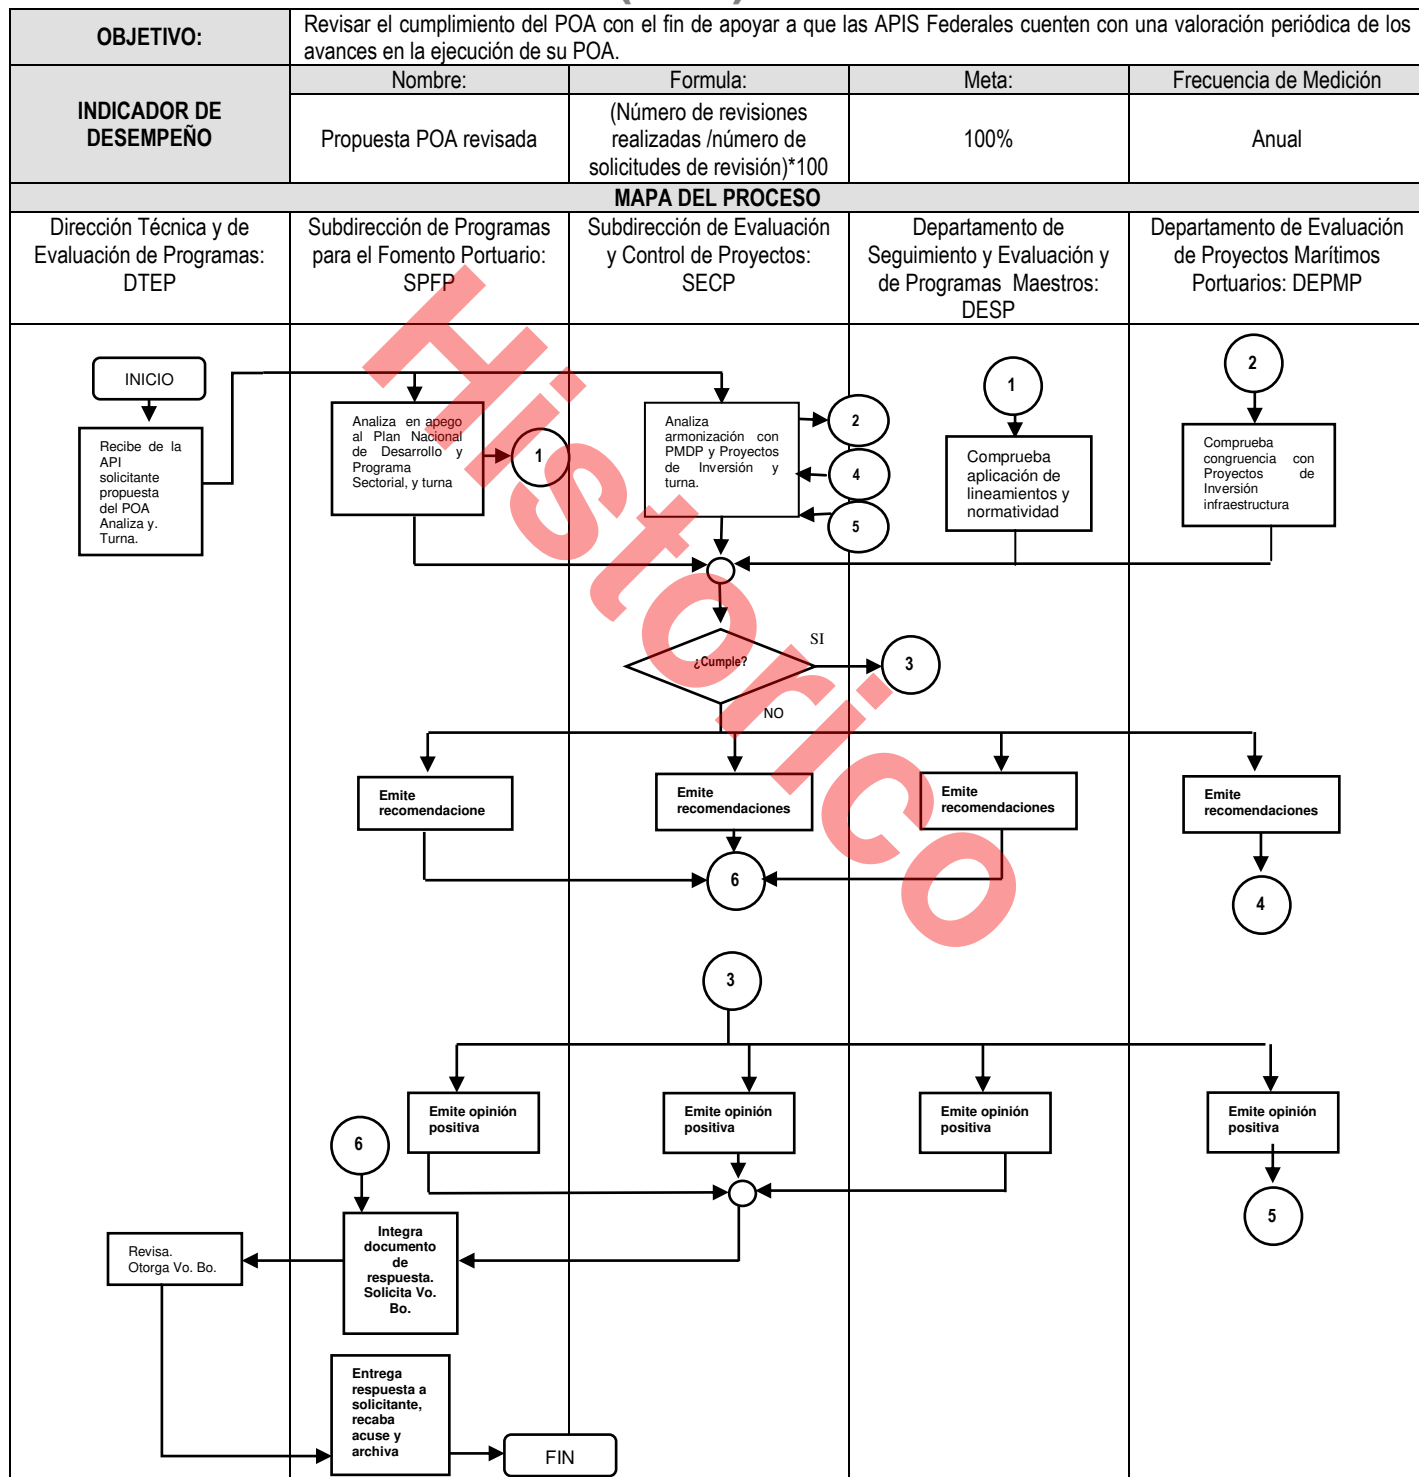 OBJETIVO:
Revisar el cumplimiento del POA con el fin de apoyar a que las APIS Federales cuenten con una valoración periódica de los
avances en la ejecución de su POA.
INDICADOR DE
DESEMPEÑO
Nombre:
Formula:
Meta:
Frecuencia de Medición
Propuesta POA revisada
(Número de revisiones
realizadas /número de
solicitudes de revisión)*100
100%
Anual
MAPA DEL PROCESO
Dirección Técnica y de
Evaluación de Programas:
DTEP
Subdirección de Programas
para el Fomento Portuario:
SPFP
Subdirección de Evaluación
y Control de Proyectos:
SECP
Departamento de
Seguimiento y Evaluación y
de Programas Maestros:
DESP
Departamento de Evaluación
de Proyectos Marítimos
Portuarios: DEPMP
INICIO
Recibe de la
API
solicitante
propuesta
del POA
Analiza y.
Turna.
Analiza en apego
al Plan Nacional
de Desarrollo y
Programa
Sectorial, y turna
1
Analiza
armonización con
PMDP y Proyectos
de Inversión y
turna.
2
4
5
1
Comprueba
aplicación de
lineamientos y
normatividad
2
Comprueba
congruencia con
Proyectos de
Inversión
infraestructura
¿Cumple?
SI
3
NO
Emite
recomendacione
Emite
recomendaciones
Emite
recomendaciones
Emite
recomendaciones
6
4
3
Emite opinión
positiva
Emite opinión
positiva
Emite opinión
positiva
Emite opinión
positiva
6
5
Integra
documento
de
respuesta.
Solicita Vo.
Bo.
Revisa.
Otorga Vo. Bo.
Entrega
respuesta a
solicitante,
recaba
acuse y
archiva
FIN
Historico